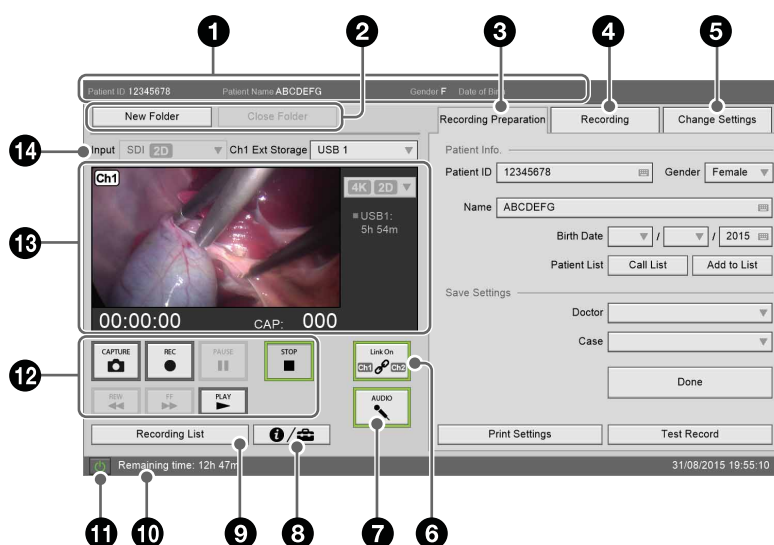 1 2 3 4 5
Patient ID 12345678 Patient Name ABCDEFG Gender F Date of Birth
New Folder Close Folder
Recording Preparation Recording Change Settings
14 Input SDI 2D Ch1 Ext Storage USB 1
Patient Info.
Ch1 4K 2D
Patient ID 12345678 Gender Female
USB1:
5h 54m
Name ABCDEFG
13
Birth Date / / 2015
Patient List Call List Add to List
Save Settings
00:00:00 CAP: 000
Doctor
Case
CAPTURE REC PAUSE STOP Link On
Ch1 Ch2
12
Done
REW FF PLAY AUDIO
Recording List i/
Print Settings Test Record
Remaining time: 12h 47m 31/08/2015 19:55:10
11 10 9 8 7 6